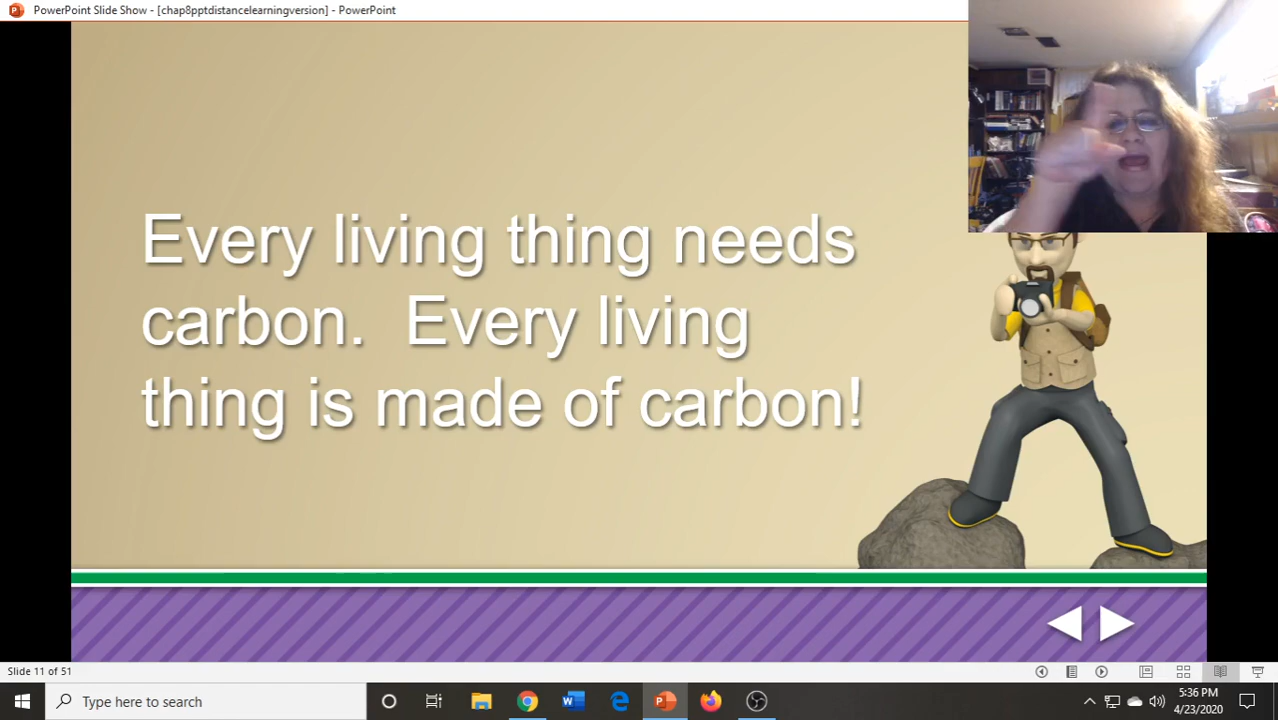 PowerPoint Slide Show - [chap8pptdistancelearningversion] - PowerPoint
Every living thing needs
carbon.  Every living
thing is made of carbon!
Slide 11 of 51
Type here to search
5:36 PM
4/23/2020